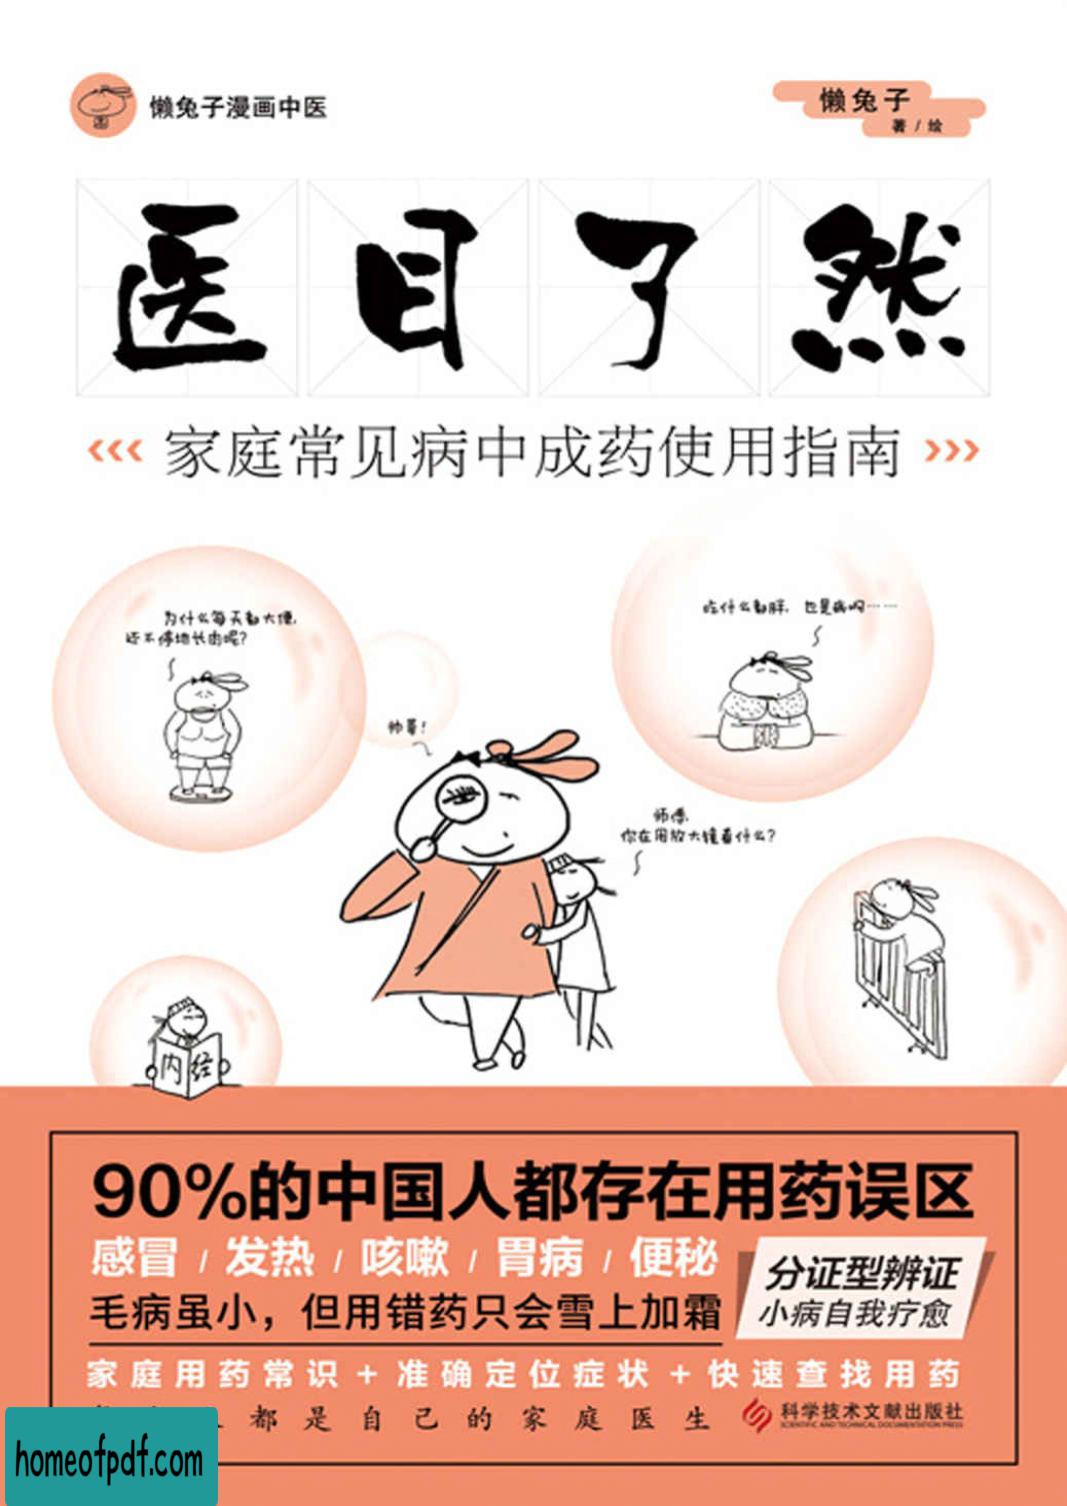 懒兔子漫画中医
懒兔子
著/绘
医目了然
家庭常见病中成药使用指南
为什么每天都大便，
还不停地长肉呢？
吃什么都胖，也是病啊……
帅哥！
师傅，
你在用放大镜看什么？
内经
90%的中国人都存在用药误区
感冒/发热/咳嗽/胃病/便秘
毛病虽小，但用错药只会雪上加霜
分证型辨证
小病自我疗愈
家庭用药常识+准确定位症状+快速查找用药
都是自己的家庭医生
科学技术文献出版社
SCIENTIFIC AND TECHNICAL DOCUMENTATION PRESS
homeofpdf.com